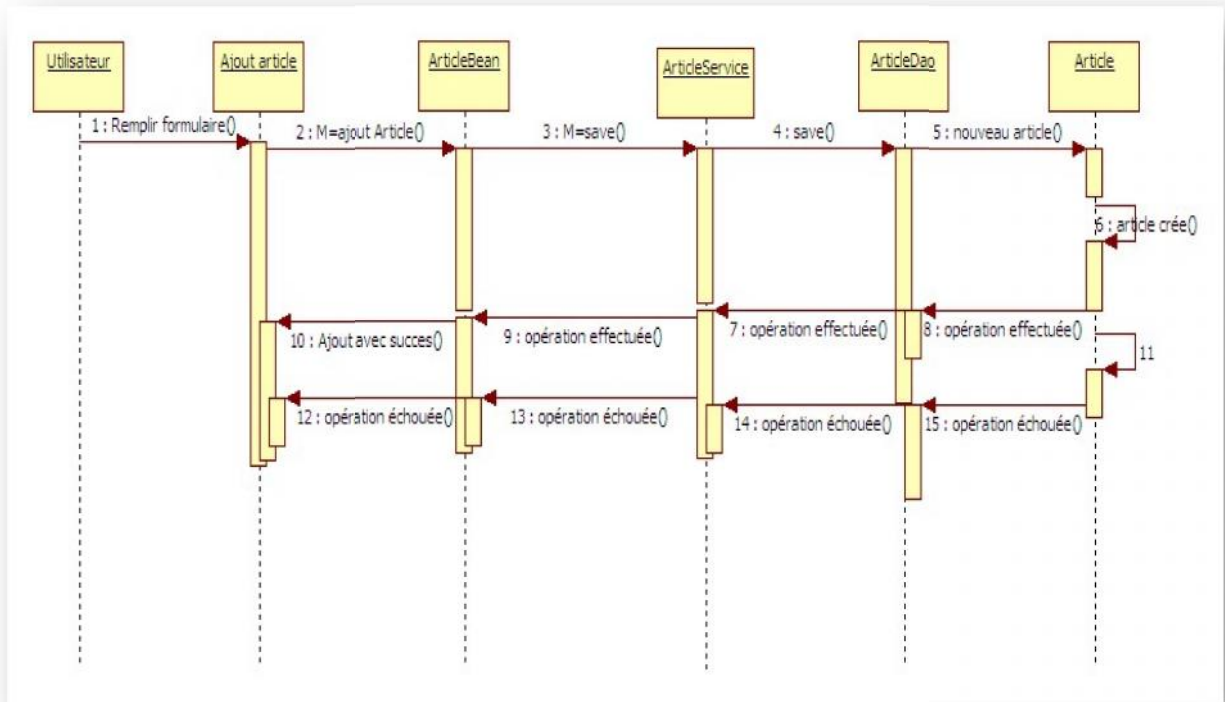 Utilisateur
Ajout article
ArticleBean
ArticleService
ArticleDao
Article
1 : Remplir formulaire()
2 : M=ajout Article()
3 : M=save()
4 : save()
5 : nouveau article()
6 : article crée()
10 : Ajout avec succes()
9 : opération effectuée()
7 : opération effectuée()
8 : opération effectuée()
11
12 : opération échouée()
13 : opération échouée()
14 : opération échouée()
15 : opération échouée()